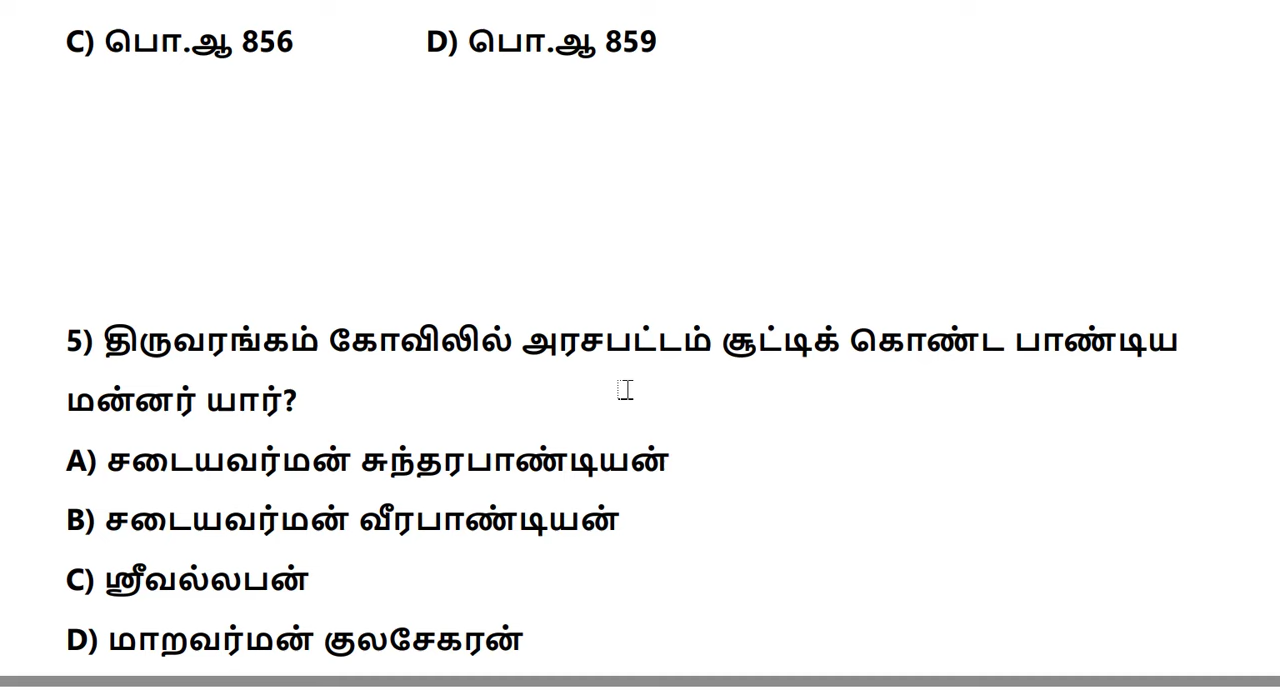 C) பொ.ஆ 856 D) பொ.ஆ 859
5) திருவரங்கம் கோவிலில் அரசபட்டம் சூட்டிக் கொண்ட பாண்டிய
மன்னர் யார்?
A) சடையவர்மன் சுந்தரபாண்டியன்
B) சடையவர்மன் வீரபாண்டியன்
C) ஸ்ரீவல்லபன்
D) மாறவர்மன் குலசேகரன்